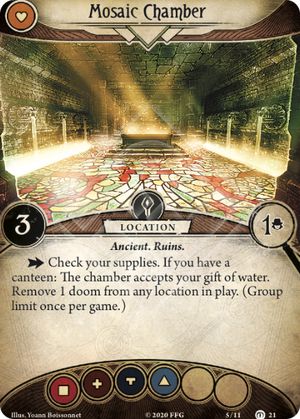 Mosaic Chamber
3
LOCATION
1
Ancient. Ruins.
Check your supplies. If you have a
canteen: The chamber accepts your gift of water.
Remove 1 doom from any location in play. (Group
limit once per game.)
Illus. Yoann Boissonnet © 2020 FFG 5/11 21